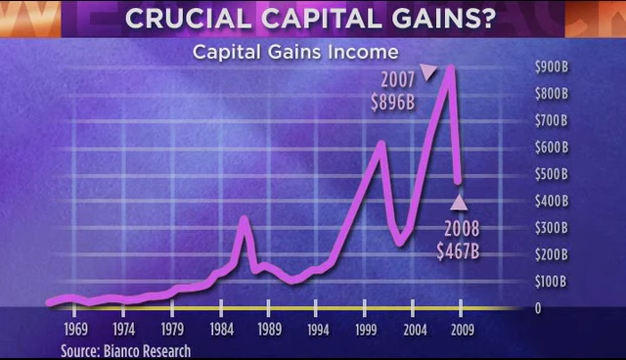 CRUCIAL CAPITAL GAINS?
Capital Gains Income
2007
$896B
$900B
$800B
$700B
$600B
$500B
$400B
$300B
$200B
$100B
0
2008
$467B
1969 1974 1979 1984 1989 1994 1999 2004 2009
Source: Bianco Research